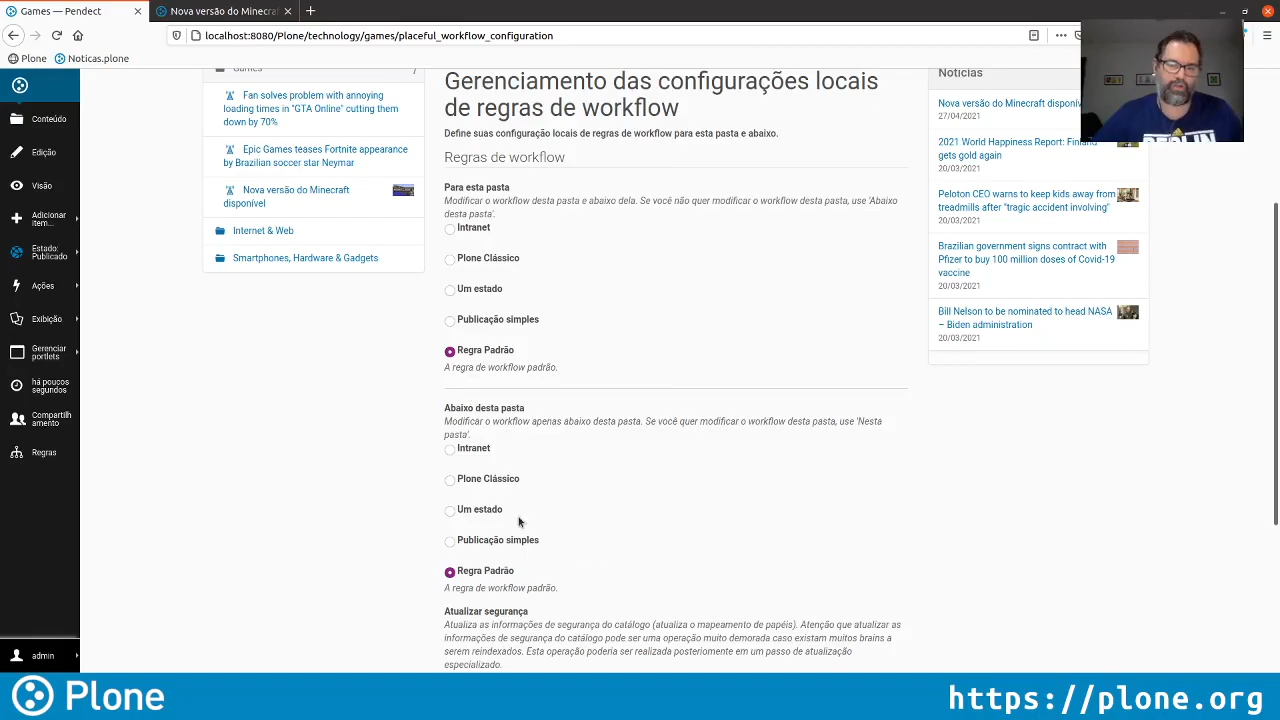 Games — Pendect
Nova versão do Minecraf
localhost:8080/Plone/technology/games/placeful_workflow_configuration
Plone
Noticas.plone
Conteúdo
Edição
Visão
Adicionar
item...
Estado:
Publicado
Ações
Exibição
Gerenciar
portlets
há poucos
segundos
Compartilh
amento
Regras
admin
Games
Fan solves problem with annoying
loading times in "GTA Online" cutting them
down by 70%
Epic Games teases Fortnite appearance
by Brazilian soccer star Neymar
Nova versão do Minecraft
disponível
Internet & Web
Smartphones, Hardware & Gadgets
Gerenciamento das configurações locais
de regras de workflow
Define suas configuração locais de regras de workflow para esta pasta e abaixo.
Regras de workflow
Para esta pasta
Modificar o workflow desta pasta e abaixo dela. Se você não quer modificar o workflow desta pasta, use 'Abaixo
desta pasta'.
Intranet
Plone Clássico
Um estado
Publicação simples
Regra Padrão
A regra de workflow padrão.
Abaixo desta pasta
Modificar o workflow apenas abaixo desta pasta. Se você quer modificar o workflow desta pasta, use 'Nesta
pasta'.
Intranet
Plone Clássico
Um estado
Publicação simples
Regra Padrão
A regra de workflow padrão.
Atualizar segurança
Atualiza as informações de segurança do catálogo (atualiza o mapeamento de papéis). Atenção que atualizar as
informações de segurança do catálogo pode ser uma operação muito demorada caso existam muitos brains a
serem reindexados. Esta operação poderia ser realizada posteriormente em um passo de atualização
especializado.
Notícias
Nova versão do Minecraft disponív
27/04/2021
2021 World Happiness Report: Finland
gets gold again
20/03/2021
Peloton CEO warns to keep kids away from
treadmills after "tragic accident involving"
20/03/2021
Brazilian government signs contract with
Pfizer to buy 100 million doses of Covid-19
vaccine
20/03/2021
Bill Nelson to be nominated to head NASA
– Biden administration
20/03/2021
BERLIN
Plone
https://plone.org